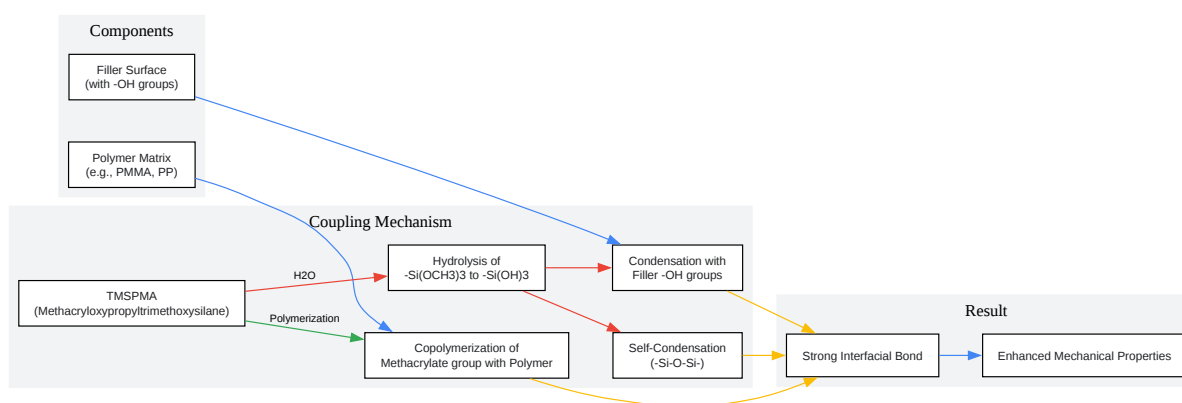 Components
Filler Surface
(with -OH groups)
Polymer Matrix
(e.g., PMMA, PP)
Coupling Mechanism
Hydrolysis of
-Si(OCH3)3 to -Si(OH)3
Condensation with
Filler -OH groups
H2O
TMSPMA
(Methacryloxypropyltrimethoxysilane)
Polymerization
Copolymerization of
Methacrylate group with Polymer
Self-Condensation
(-Si-O-Si-)
Result
Strong Interfacial Bond
Enhanced Mechanical Properties